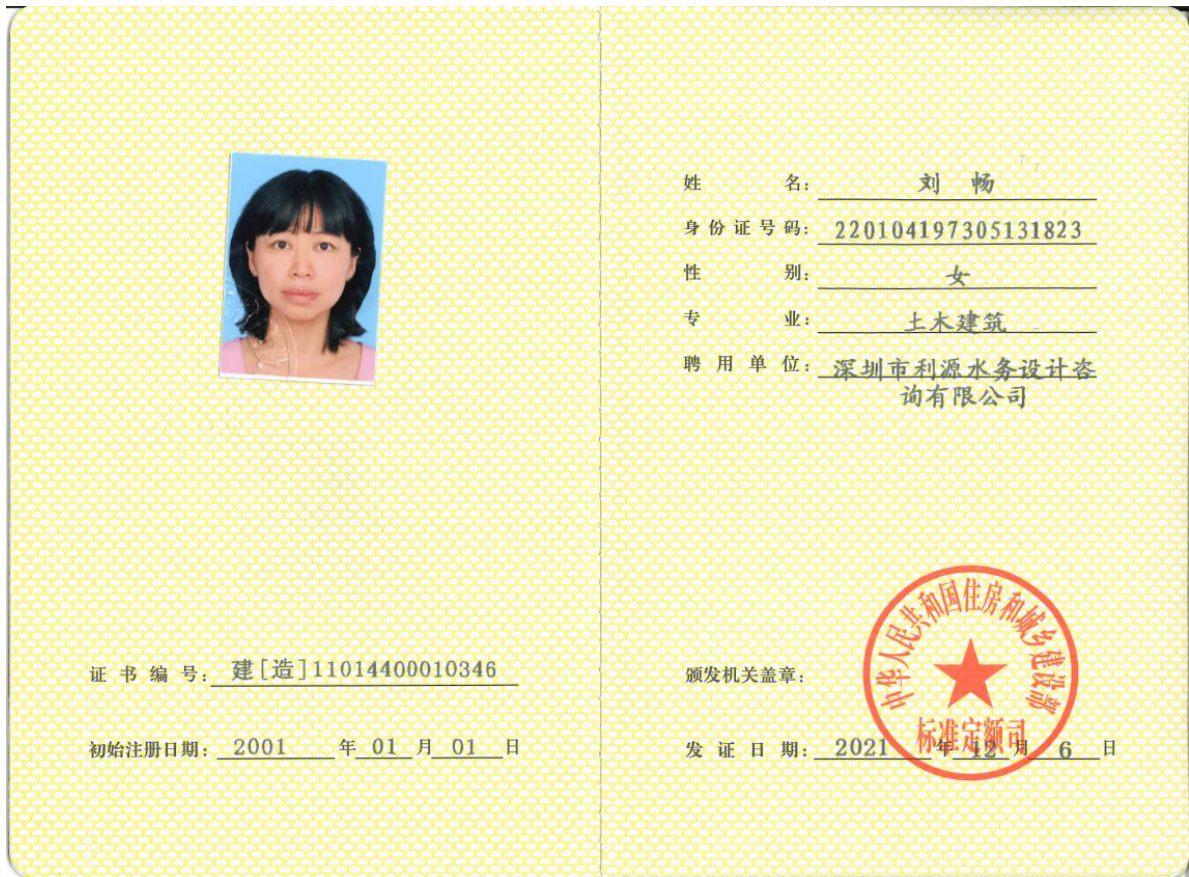 证书编号: 建[造]11014400010346
初始注册日期: 2001 年 01 月 01 日
姓名: 刘畅
身份证号码: 220104197305131823
性别: 女
专业: 土木建筑
聘用单位: 深圳市利源水务设计咨
询有限公司
颁发机关盖章:
中华人民共和国住房和城乡建设部
标准定额司
发证日期: 2021 年 12 月 6 日